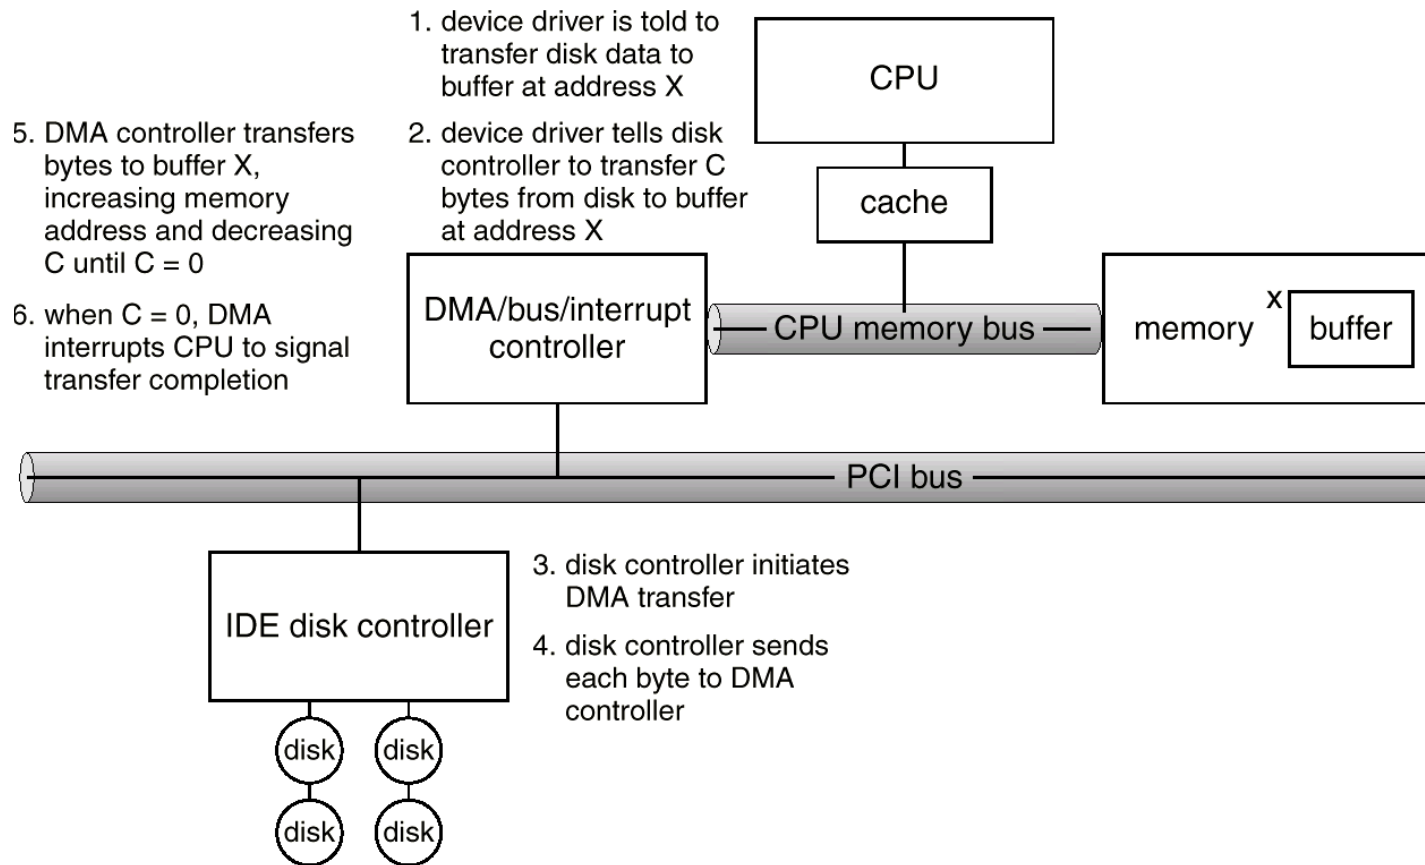 1. device driver is told to
transfer disk data to
buffer at address X
2. device driver tells disk
controller to transfer C
bytes from disk to buffer
at address X
5. DMA controller transfers
bytes to buffer X,
increasing memory
address and decreasing
C until C = 0
6. when C = 0, DMA
interrupts CPU to signal
transfer completion
CPU
cache
DMA/bus/interrupt
controller
CPU memory bus
memory
x
buffer
PCI bus
IDE disk controller
3. disk controller initiates
DMA transfer
4. disk controller sends
each byte to DMA
controller
disk
disk
disk
disk